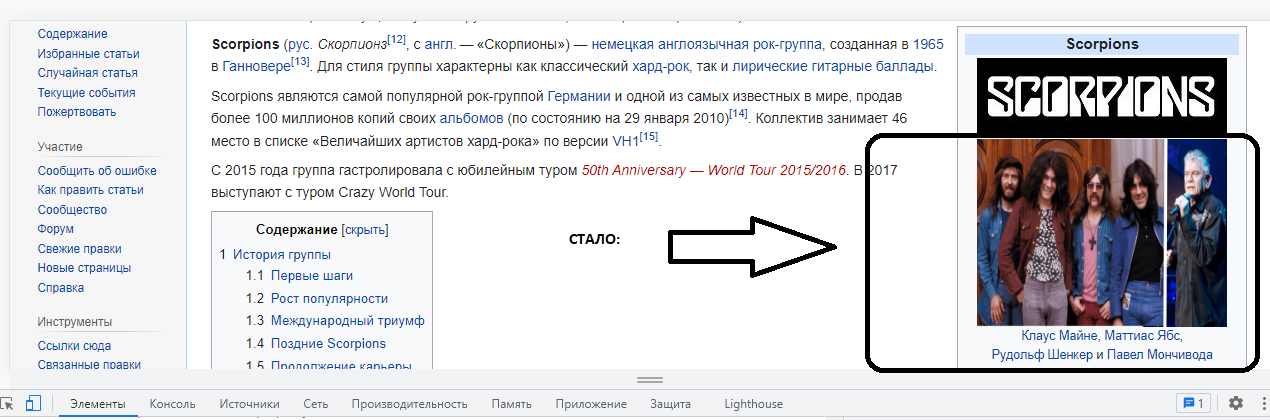 Содержание
Избранные статьи
Случайная статья
Текущие события
Пожертвовать
Участие
Сообщить об ошибке
Как править статьи
Сообщество
Форум
Свежие правки
Новые страницы
Справка
Инструменты
Ссылки сюда
Связанные правки
Scorpions (рус. Скорпионз[12], с англ. — «Скорпионы») — немецкая англоязычная рок-группа, созданная в 1965
в Ганновере[13]. Для стиля группы характерны как классический хард-рок, так и лирические гитарные баллады.
Scorpions являются самой популярной рок-группой Германии и одной из самых известных в мире, продав
более 100 миллионов копий своих альбомов (по состоянию на 29 января 2010)[14]. Коллектив занимает 46
место в списке «Величайших артистов хард-рока» по версии VH1[15].
С 2015 года группа гастролировала с юбилейным туром 50th Anniversary — World Tour 2015/2016. В 2017
выступают с туром Crazy World Tour.
Содержание [скрыть]
1 История группы
1.1 Первые шаги
1.2 Рост популярности
1.3 Международный триумф
1.4 Поздние Scorpions
1.5 Продолжение карьеры
СТАЛО:
Scorpions
SCORPIONS
Клаус Майне, Маттиас Ябс,
Рудольф Шенкер и Павел Мончивода
Элементы Консоль Источники Сеть Производительность Память Приложение Защита Lighthouse 1